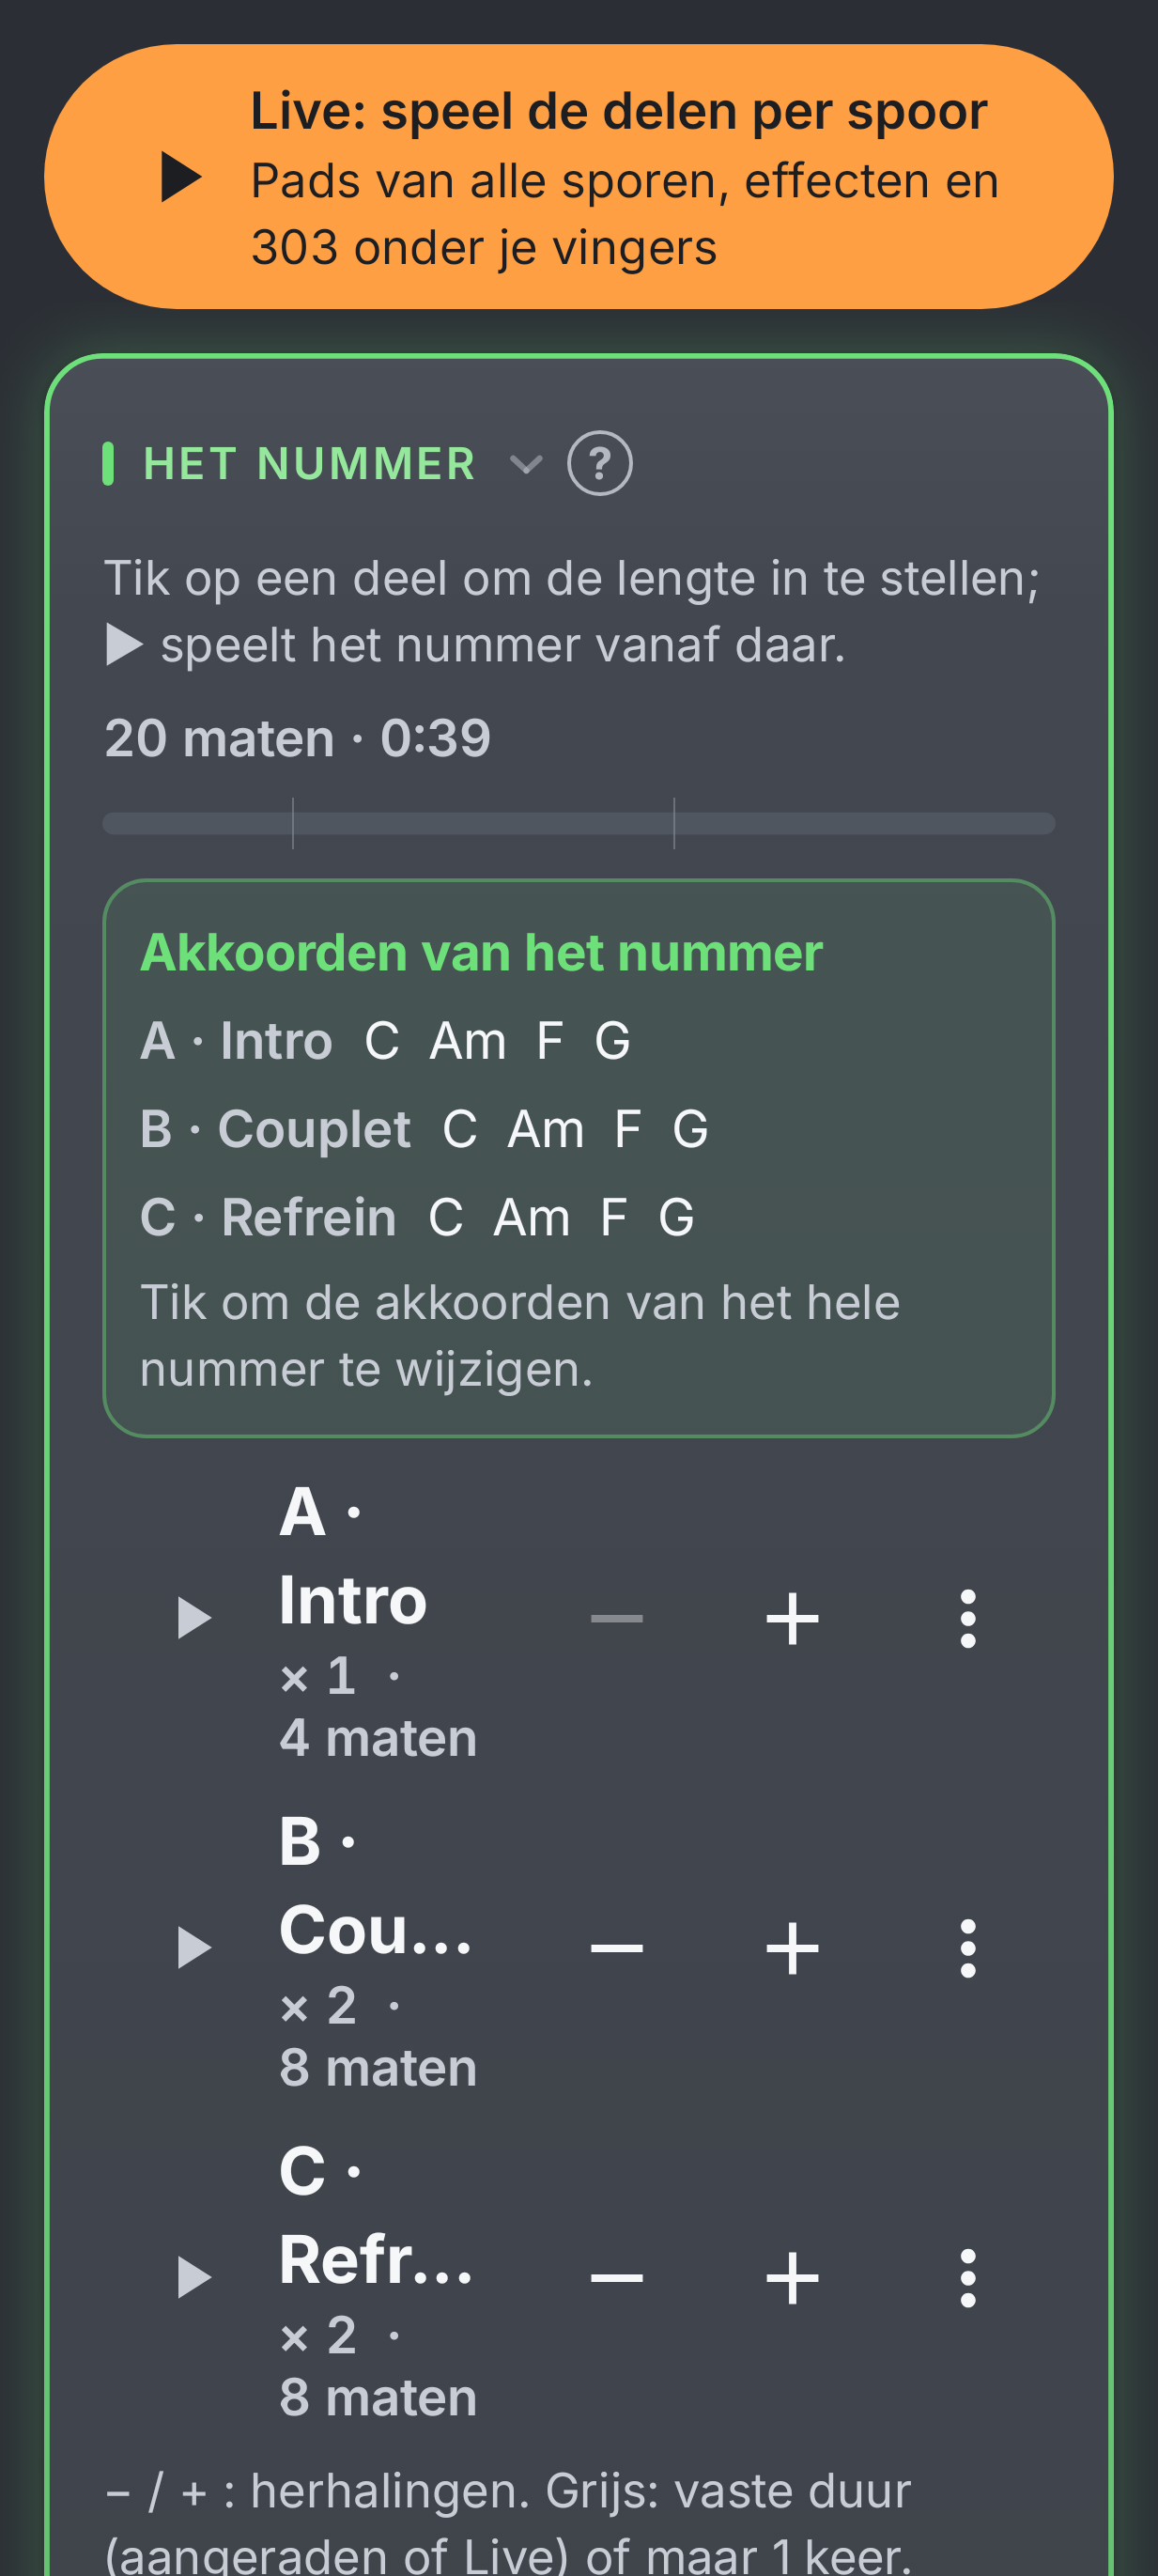 Live: speel de delen per spoor
Pads van alle sporen, effecten en
303 onder je vingers
HET NUMMER
?
Tik op een deel om de lengte in te stellen;
▶ speelt het nummer vanaf daar.
20 maten · 0:39
Akkoorden van het nummer
A · Intro C Am F G
B · Couplet C Am F G
C · Refrein C Am F G
Tik om de akkoorden van het hele
nummer te wijzigen.
A ·
Intro
× 1 ·
4 maten
B ·
Cou...
× 2 ·
8 maten
C ·
Refr...
× 2 ·
8 maten
− / + : herhalingen. Grijs: vaste duur
(aangeraden of Live) of maar 1 keer.